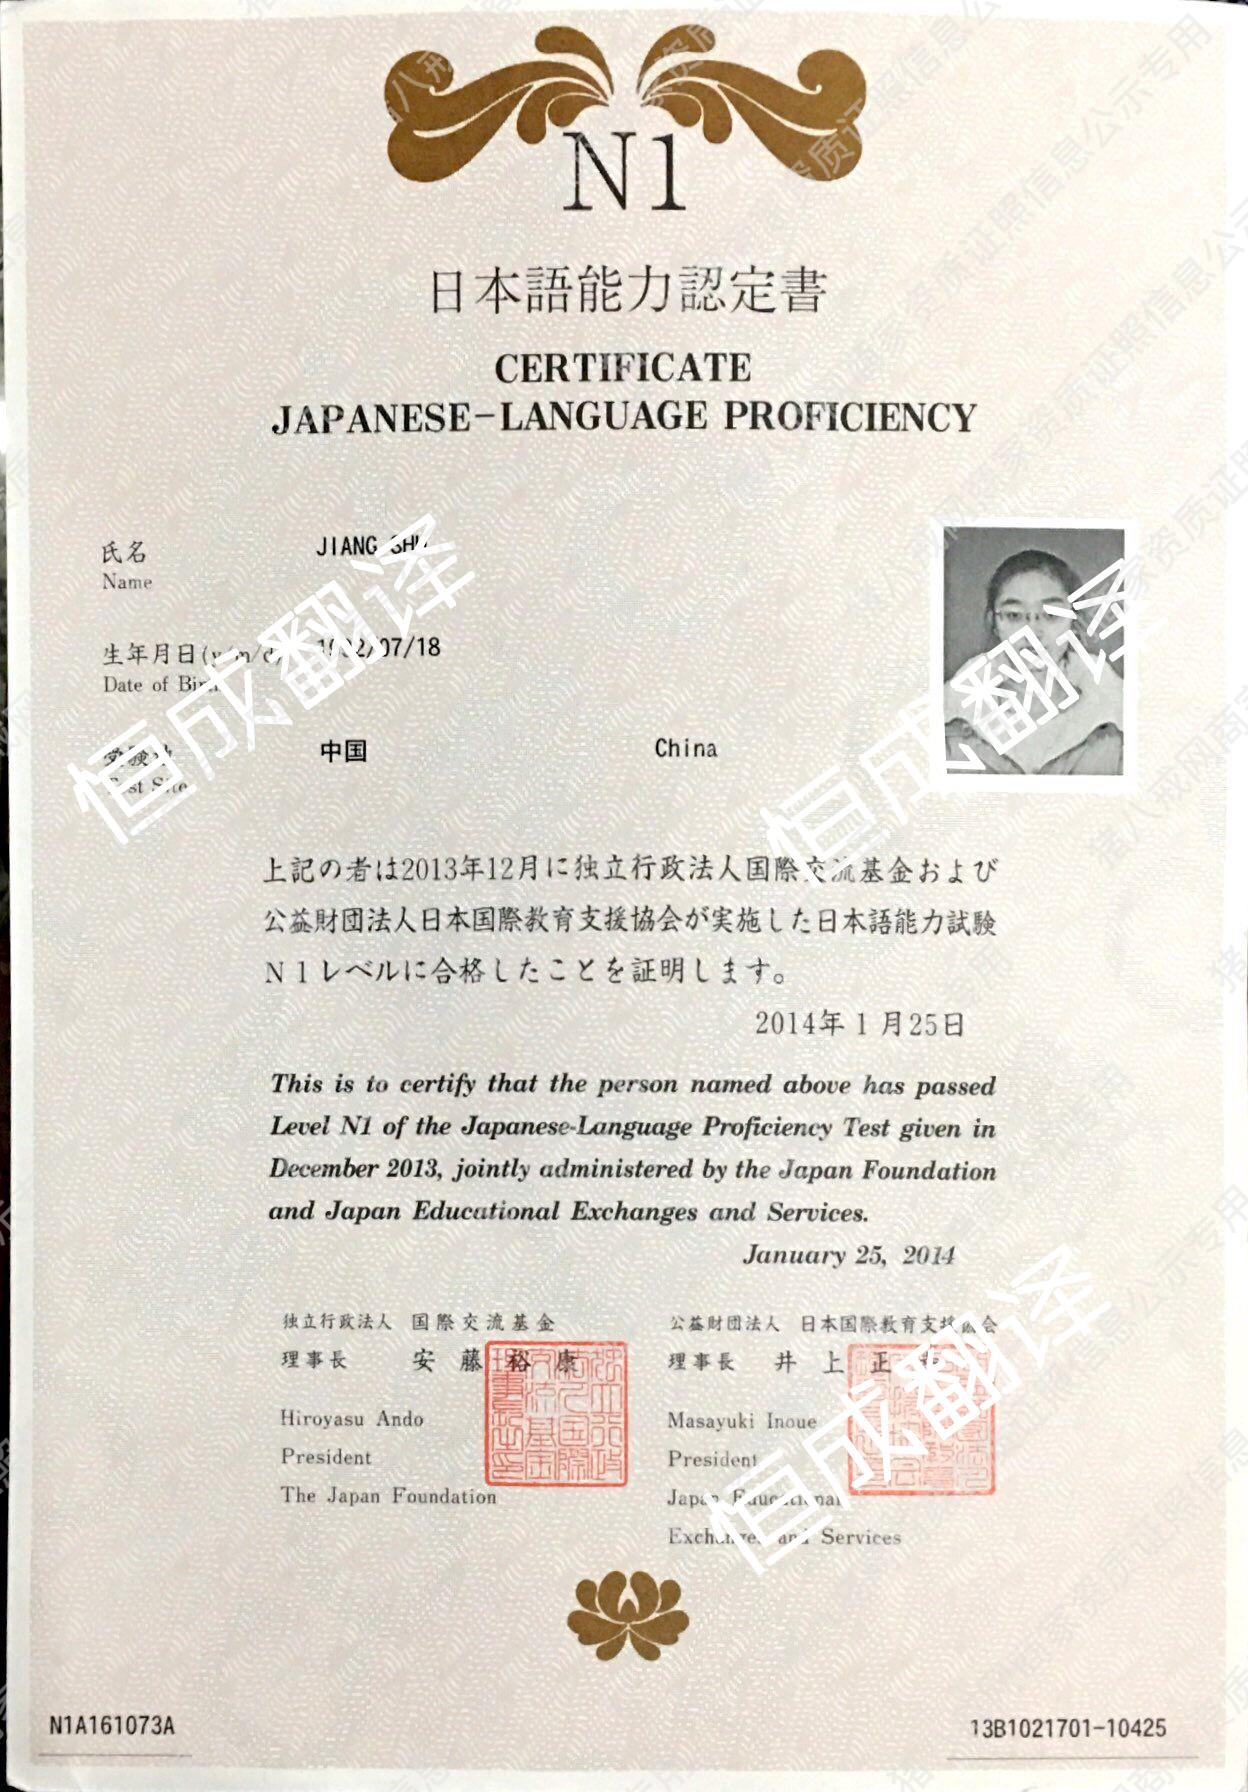 N1
日本語能力認定書
CERTIFICATE
JAPANESE-LANGUAGE PROFICIENCY
氏名 JIANG
Name
生年月日(y/m/d)
Date of Birth
中国 China
Test Site
上記の者は2013年12月に独立行政法人国際交流基金および
公益財団法人日本国際教育支援協会が実施した日本語能力試験
N1レベルに合格したことを証明します。
2014年1月25日
This is to certify that the person named above has passed
Level N1 of the Japanese-Language Proficiency Test given in
December 2013, jointly administered by the Japan Foundation
and Japan Educational Exchanges and Services.
January 25, 2014
独立行政法人 国際交流基金
理事長 安藤裕康
Hiroyasu Ando
President
The Japan Foundation
公益財団法人 日本国際教育支援協会
理事長 井上正
Masayuki Inoue
President
Japan Educational
Exchanges and Services
N1A161073A
13B1021701-10425
恒成翻译
恒成翻译
恒成翻译